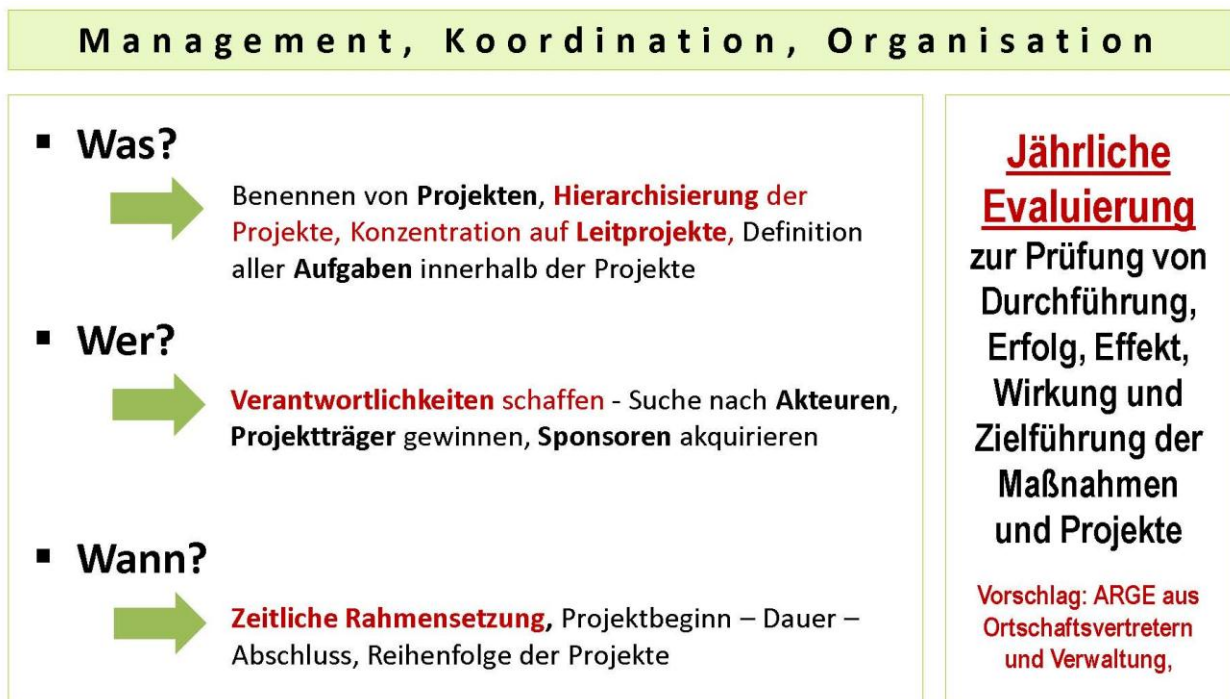 Management, Koordination, Organisation
▪ Was?
Benennen von Projekten, Hierarchisierung der
Projekte, Konzentration auf Leitprojekte, Definition
aller Aufgaben innerhalb der Projekte
▪ Wer?
Verantwortlichkeiten schaffen - Suche nach Akteuren,
Projektträger gewinnen, Sponsoren akquirieren
▪ Wann?
Zeitliche Rahmensetzung, Projektbeginn – Dauer –
Abschluss, Reihenfolge der Projekte
Jährliche
Evaluierung
zur Prüfung von
Durchführung,
Erfolg, Effekt,
Wirkung und
Zielführung der
Maßnahmen
und Projekte
Vorschlag: ARGE aus
Ortschaftsvertretern
und Verwaltung,